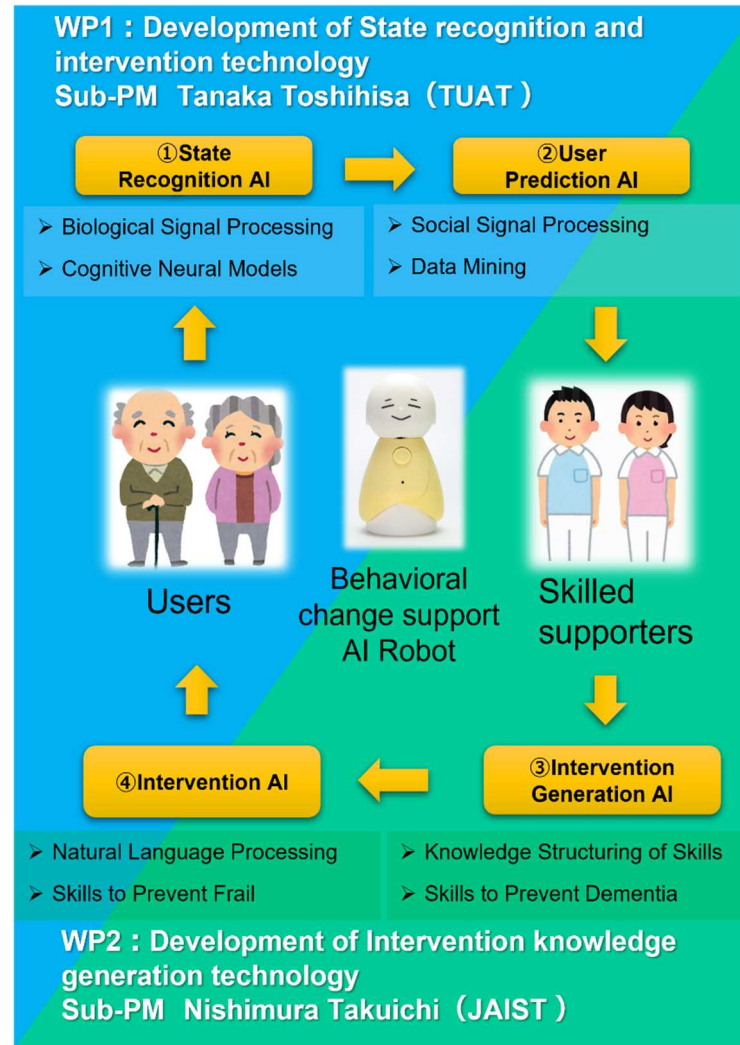 WP1：Development of State recognition and
intervention technology
Sub-PM Tanaka Toshihisa（TUAT ）
①State
Recognition AI
②User
Prediction AI
➢ Biological Signal Processing
➢ Cognitive Neural Models
➢ Social Signal Processing
➢ Data Mining
Users
Behavioral
change support
AI Robot
Skilled
supporters
④Intervention AI
③Intervention
Generation AI
➢ Natural Language Processing
➢ Skills to Prevent Frail
➢ Knowledge Structuring of Skills
➢ Skills to Prevent Dementia
WP2：Development of Intervention knowledge
generation technology
Sub-PM Nishimura Takuichi（JAIST ）